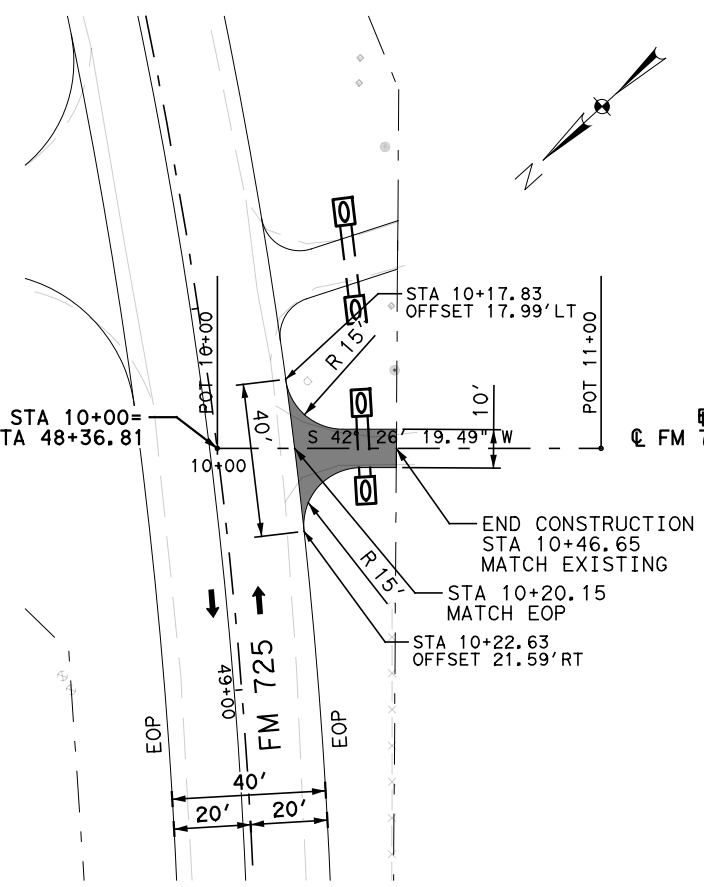 N
STA 10+17.83
OFFSET 17.99'LT
POT 10+00
POT 11+00
R 15'
10'
STA 10+00=
TA 48+36.81
40'
S 42° 26' 19.49" W
℄ FM
10+00
END CONSTRUCTION
STA 10+46.65
MATCH EXISTING
R 15'
STA 10+20.15
MATCH EOP
STA 10+22.63
OFFSET 21.59'RT
49+00
FM 725
EOP
EOP
40'
20'
20'